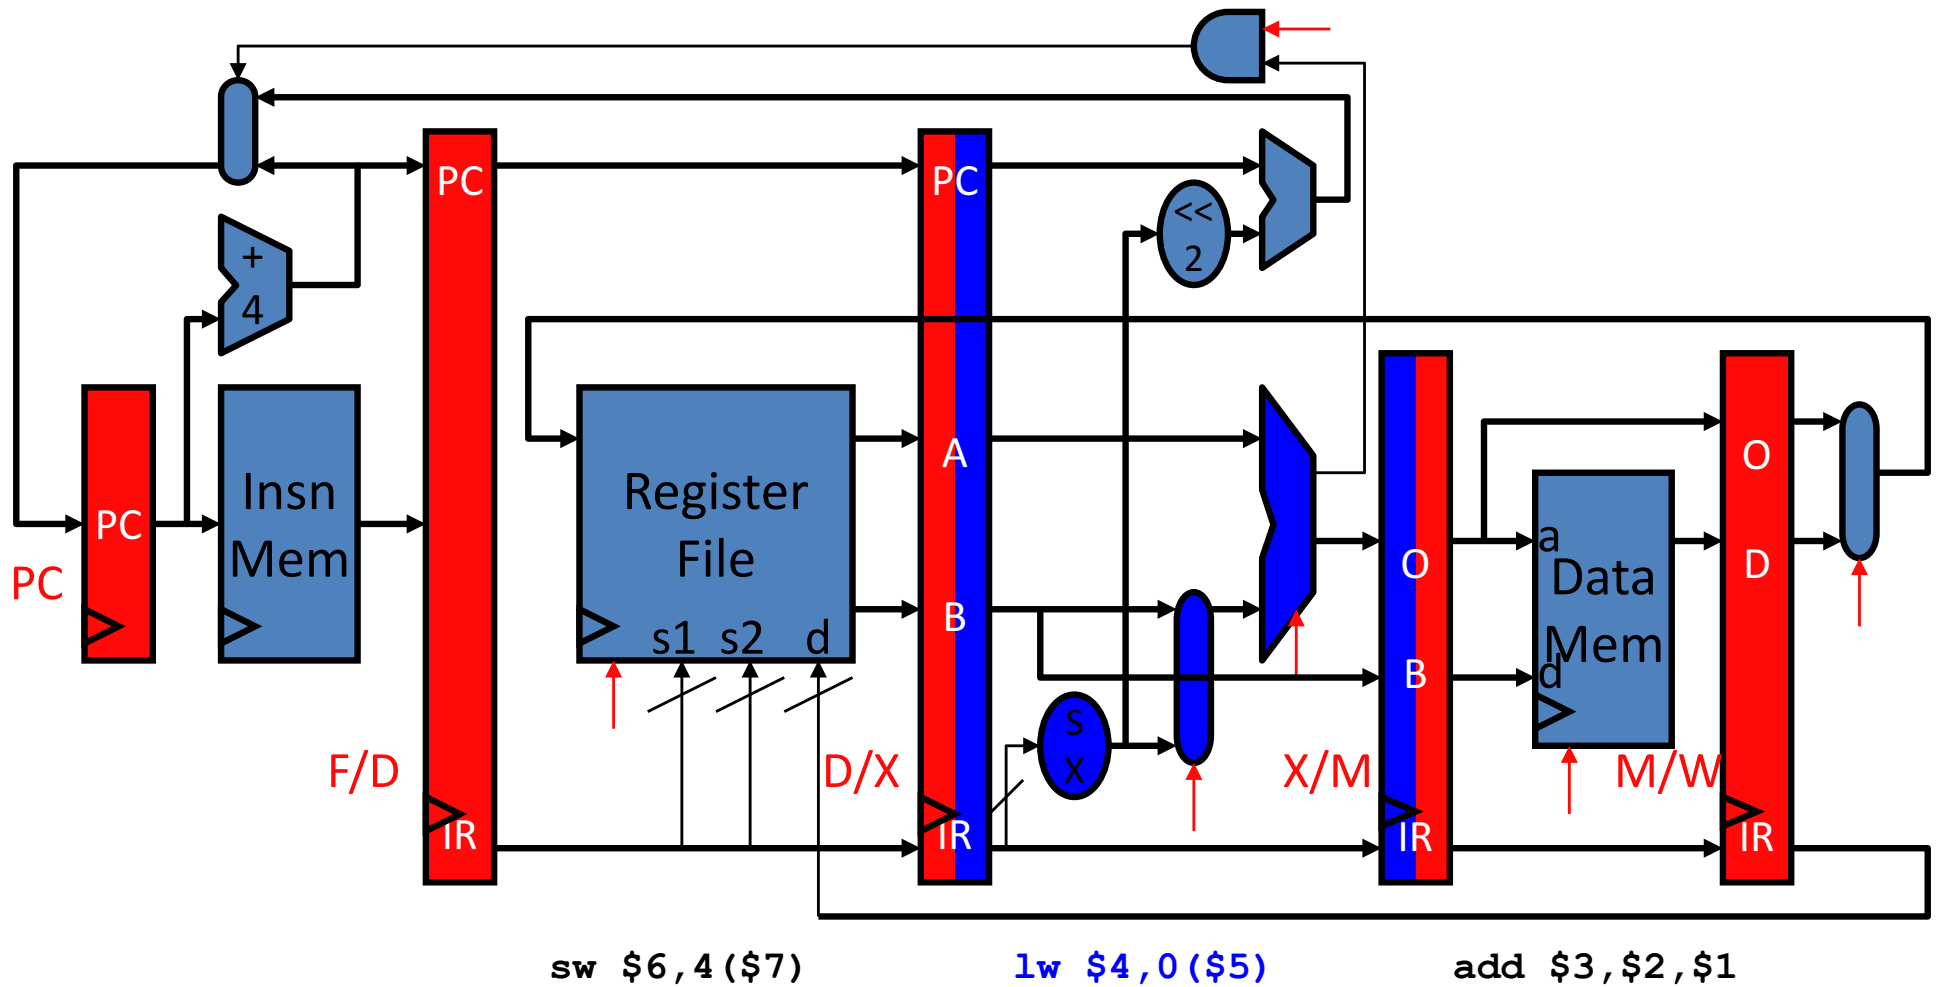 PC
PC
<<
2
+
4
A
O
Insn
Mem
Register
File
PC
PC
a
Data
Mem
d
O
D
B
s1 s2 d
B
S
X
F/D
D/X
X/M
M/W
IR
IR
IR
IR
sw $6,4($7)
lw $4,0($5)
add $3,$2,$1